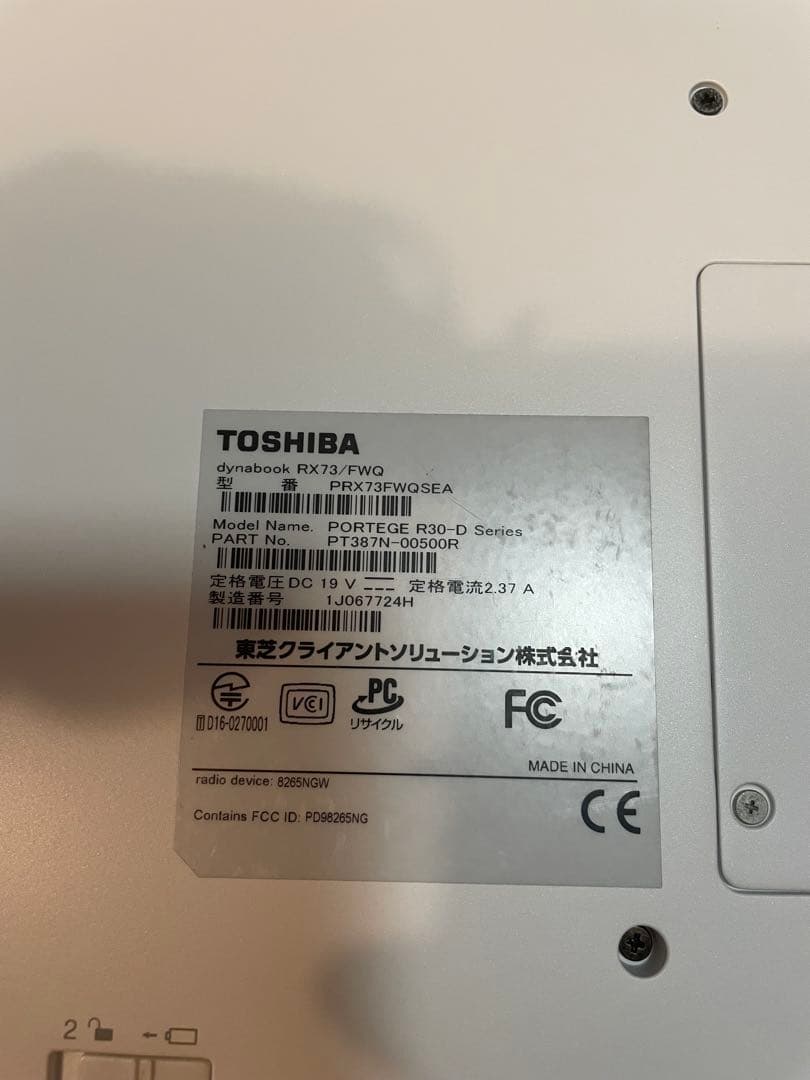 TOSHIBA
dynabook RX73/FWQ
型 番 PRX73FWQSEA
Model Name. PORTEGE R30-D Series
PART No. PT387N-00500R
定格電圧DC 19 V 定格電流2.37 A
製造番号 1J067724H
東芝クライアントソリューション株式会社
T D16-0270001
VCI
PC
リサイクル
FC
MADE IN CHINA
radio device: 8265NGW
Contains FCC ID: PD98265NG
CE
2